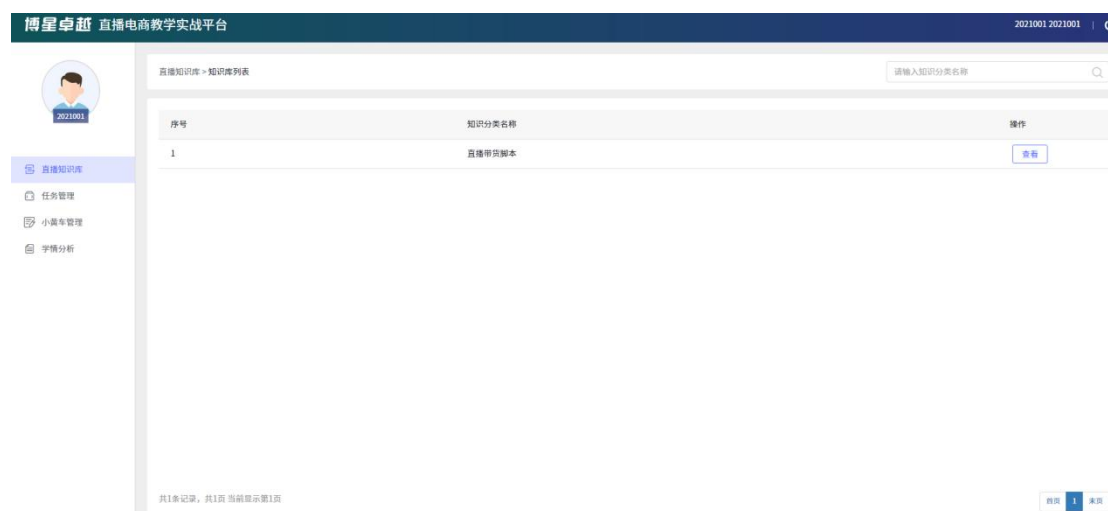 博星卓越 直播电商教学实战平台
2021001 2021001
2021001
直播知识库
任务管理
小黄车管理
学情分析
直播知识库 > 知识库列表
请输入知识分类名称
序号 知识分类名称 操作
1 直播带货脚本 查看
共1条记录，共1页 当前显示第1页
首页 1 末页